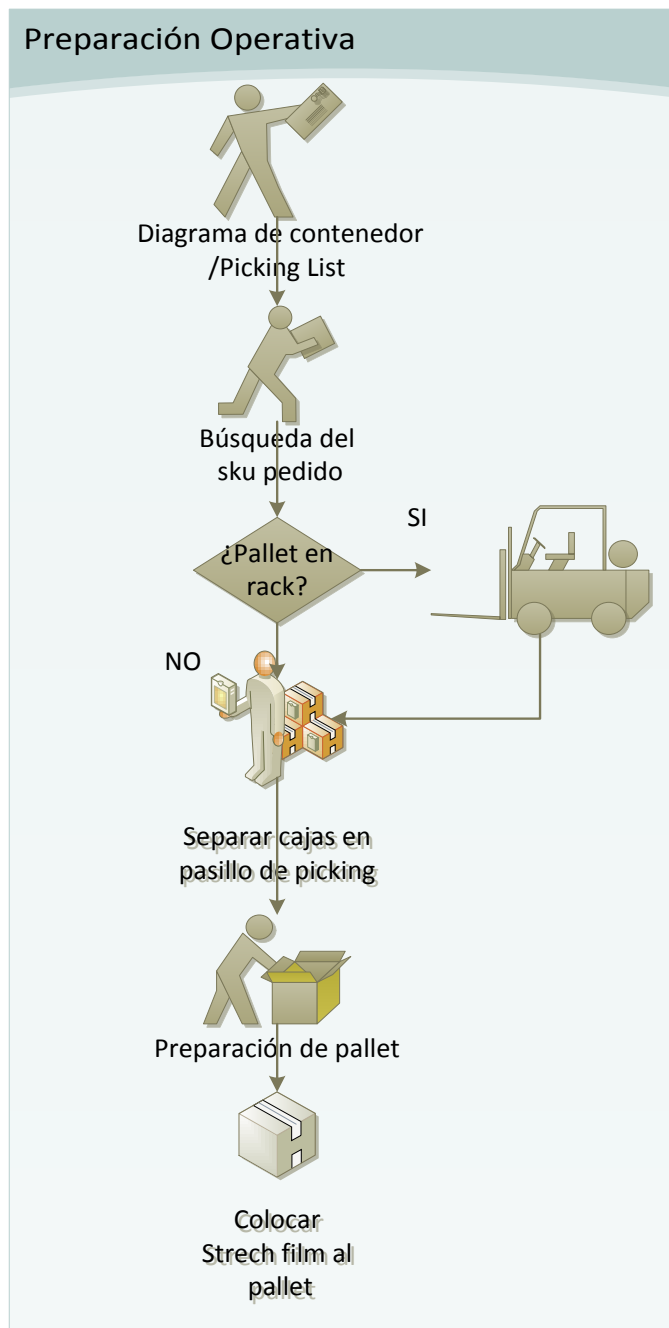 Preparación Operativa
Diagrama de contenedor
/Picking List
Búsqueda del
sku pedido
¿Pallet en
rack?
SI
NO
Separar cajas en
pasillo de picking
Preparación de pallet
Colocar
Strech film al
pallet